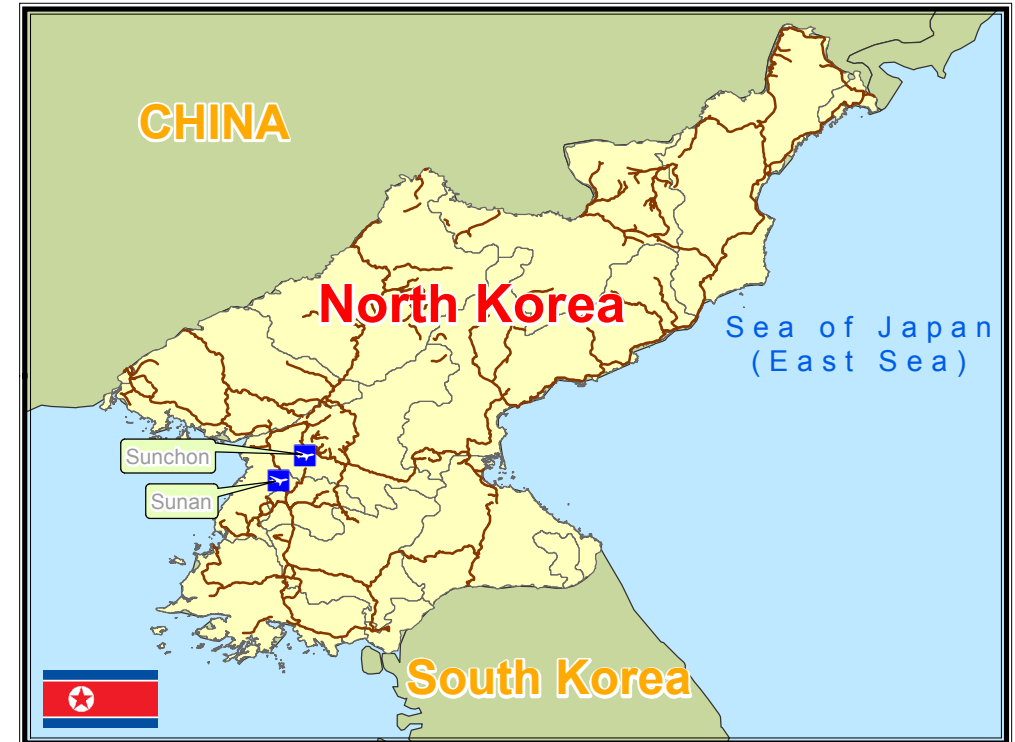 CHINA
North Korea
Sea of Japan
(East Sea)
Sunchon
Sunan
South Korea